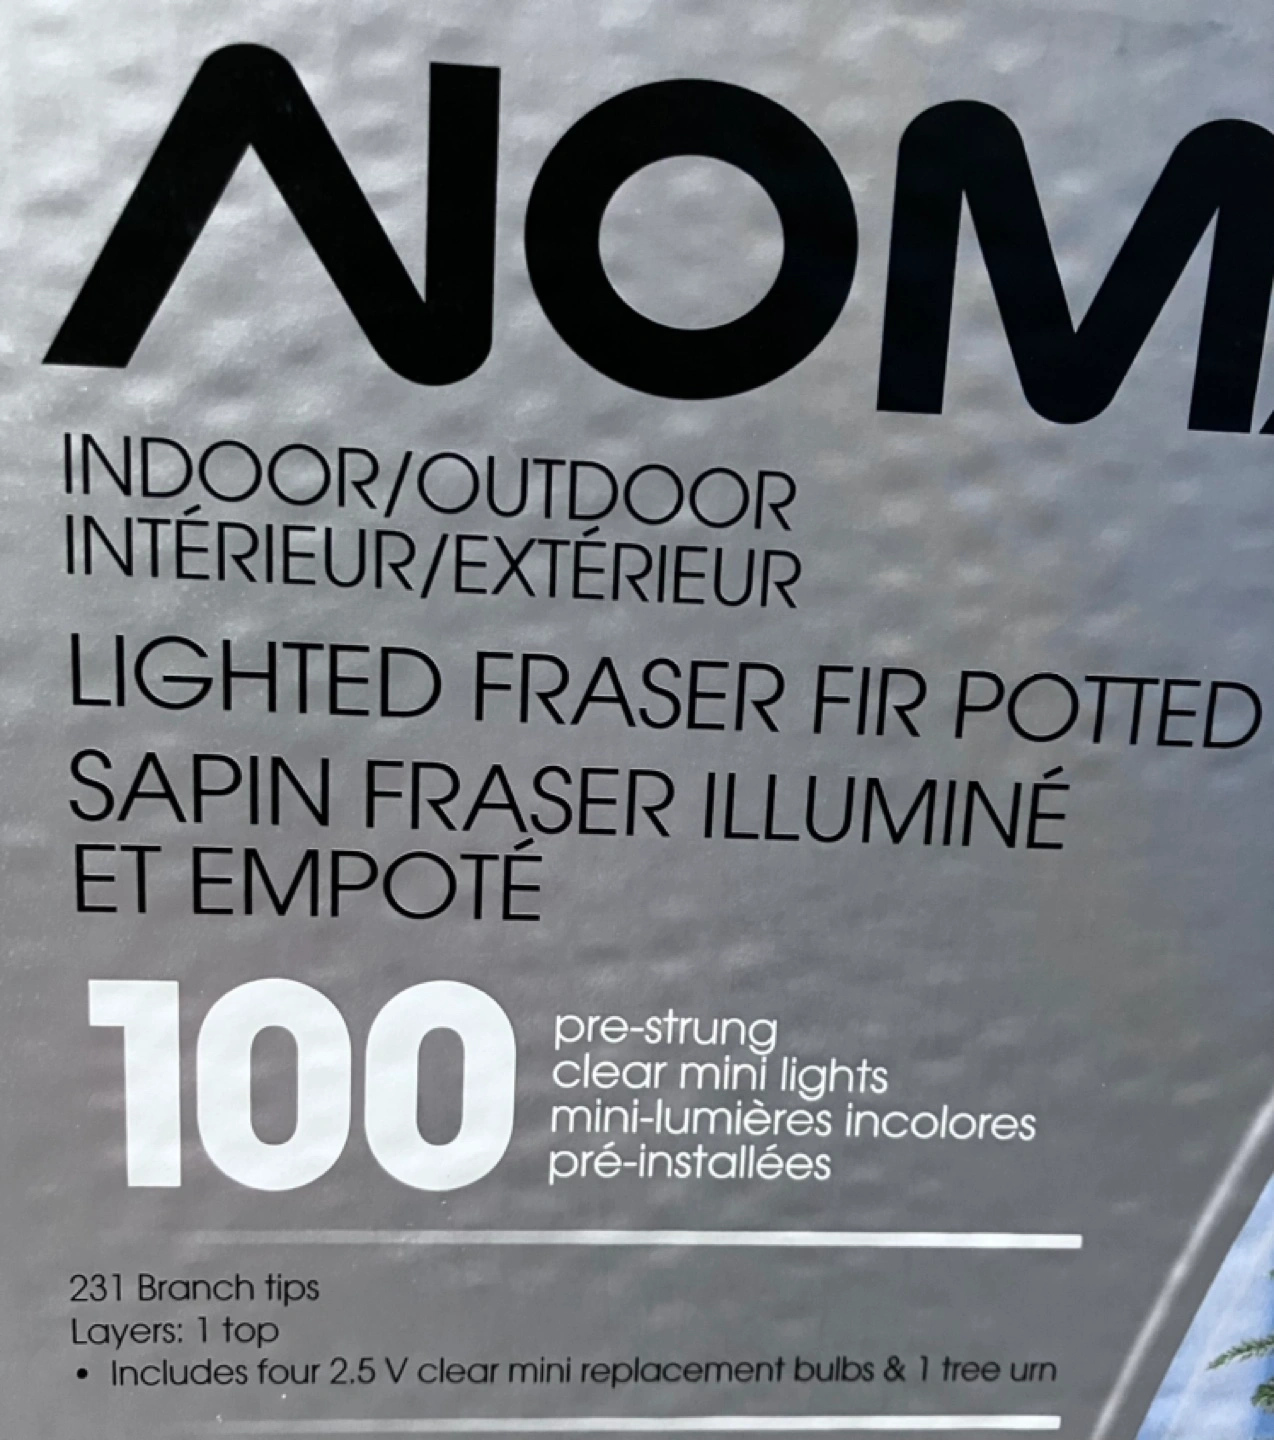 NOMA
INDOOR/OUTDOOR
INTÉRIEUR/EXTÉRIEUR
LIGHTED FRASER FIR POTTED
SAPIN FRASER ILLUMINÉ
ET EMPOTÉ
100
pre-strung
clear mini lights
mini-lumières incolores
pré-installées
231 Branch tips
Layers: 1 top
• Includes four 2.5 V clear mini replacement bulbs & 1 tree urn